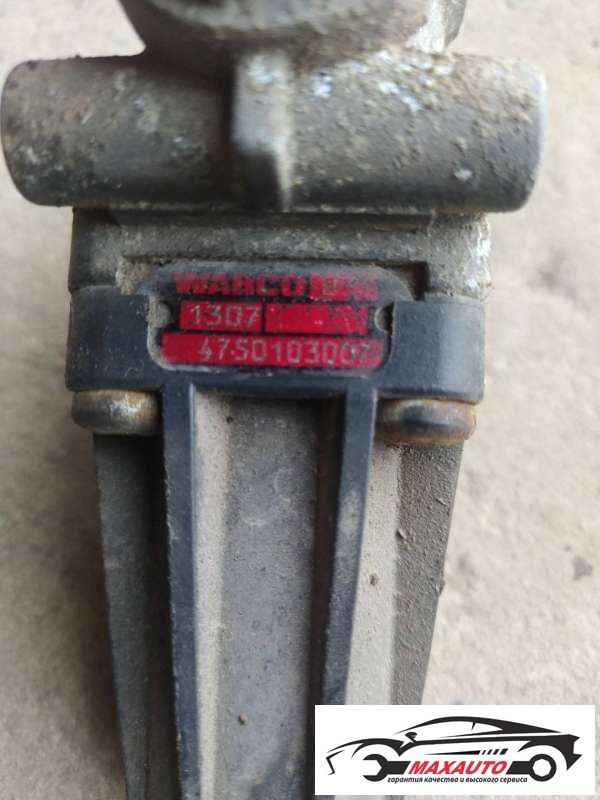 WABCO
1307
4750103007
MAXAUTO
гарантия качества и высокого сервиса